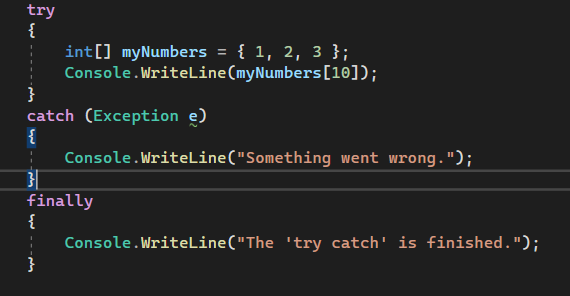 try
{
    int[] myNumbers = { 1, 2, 3 };
    Console.WriteLine(myNumbers[10]);
}
catch (Exception e)
{
    Console.WriteLine("Something went wrong.");
}
finally
{
    Console.WriteLine("The 'try catch' is finished.");
}